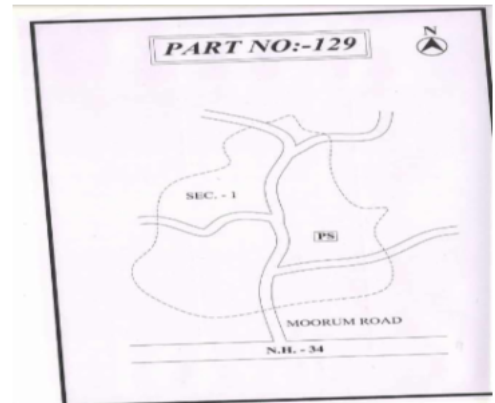 PART NO:-129
N
SEC. - 1
PS
MOORUM ROAD
N.H. - 34